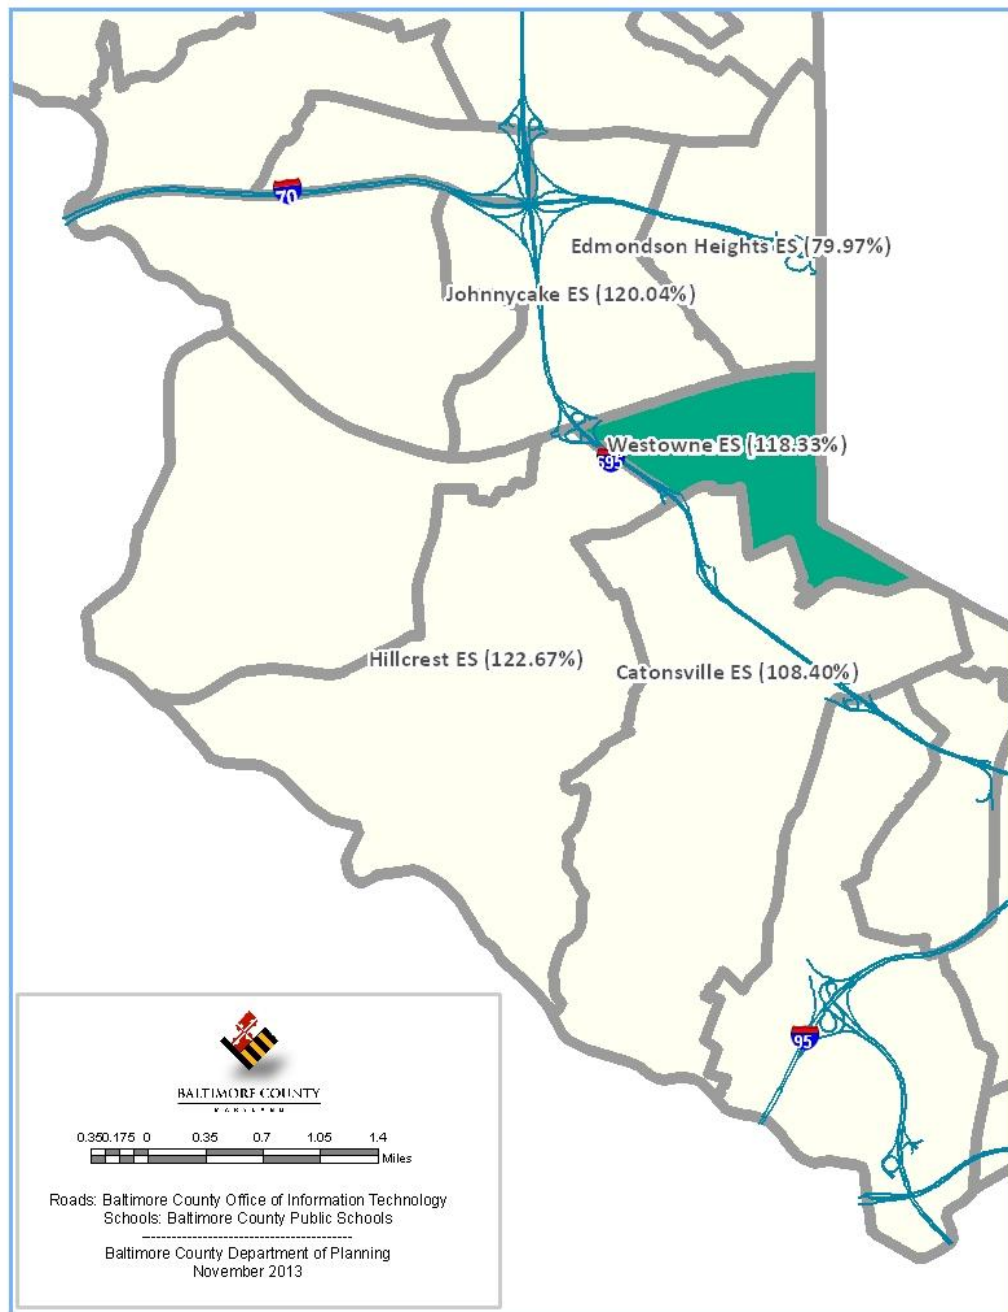 70
Edmondson Heights ES (79.97%)
Johnnycake ES (120.04%)
Westowne ES (118.33%)
695
Hillcrest ES (122.67%)
Catonsville ES (108.40%)
95
BALTIMORE COUNTY
MARYLAND
0.350.175 0 0.35 0.7 1.05 1.4
Miles
Roads: Baltimore County Office of Information Technology
Schools: Baltimore County Public Schools
------------------------------------
Baltimore County Department of Planning
November 2013